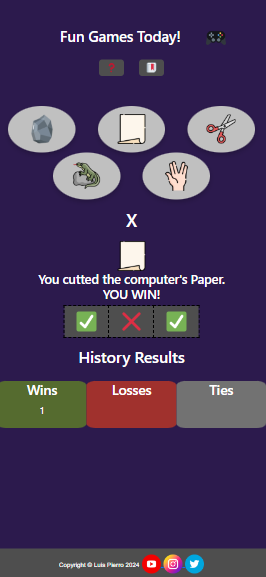 Fun Games Today!
X
You cutted the computer's Paper.
YOU WIN!
History Results
Wins Losses Ties
1
Copyright © Luis Pierro 2024